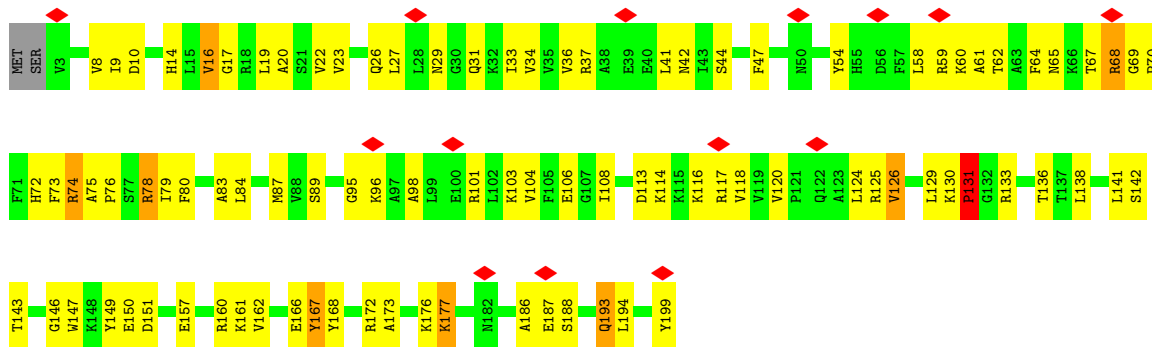 MET SER V3 V8 I9 D10 H14 L15 V16 G17 R18 L19 A20 S21 V22 V23 Q26 L27 L28 N29 G30 Q31 K32 I33 V34 V35 V36 R37 A38 E39 E40 L41 N42 I43 S44 F47 N50 Y54 H55 D56 F57 L58 R59 K60 A61 T62 A63 F64 N65 K66 T67 R68 G69
F71 H72 F73 R74 A75 P76 S77 R78 I79 F80 A83 L84 M87 V88 S89 G95 K96 A97 A98 L99 E100 R101 L102 K103 V104 F105 E106 G107 I108 D113 K114 K115 K116 R117 V118 V119 V120 P121 Q122 A123 L124 R125 V126 L129 K130 P131 G132 R133 T136 T137 L138 L141 S142
T143 G146 W147 K148 Y149 E150 D151 E157 R160 K161 V162 E166 Y167 Y168 R172 A173 K176 K177 N182 A186 E187 S188 Q193 L194 Y199